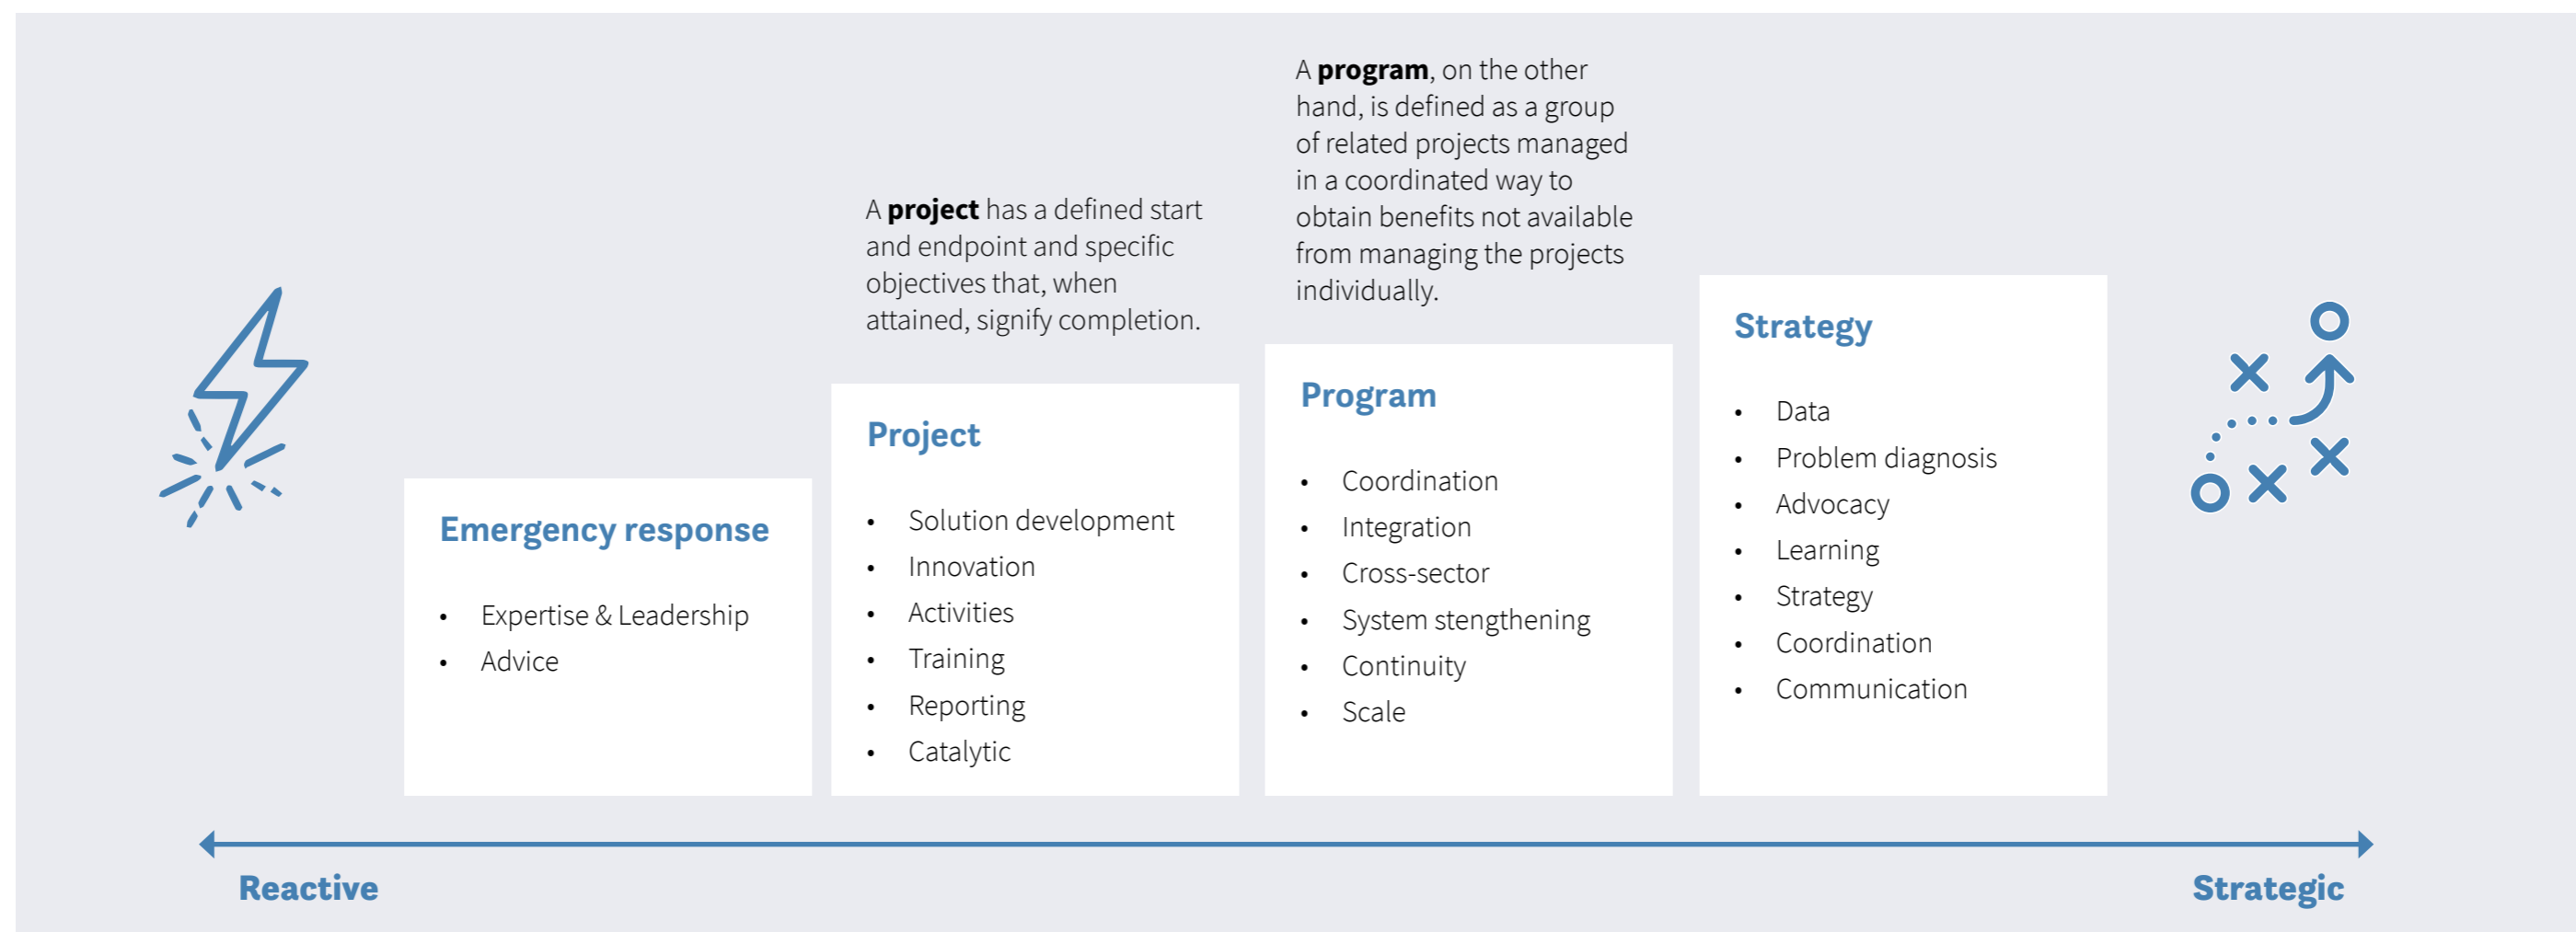 Emergency response
• Expertise & Leadership
• Advice
A project has a defined start
and endpoint and specific
objectives that, when
attained, signify completion.
Project
• Solution development
• Innovation
• Activities
• Training
• Reporting
• Catalytic
A program, on the other
hand, is defined as a group
of related projects managed
in a coordinated way to
obtain benefits not available
from managing the projects
individually.
Program
• Coordination
• Integration
• Cross-sector
• System stengthening
• Continuity
• Scale
Strategy
• Data
• Problem diagnosis
• Advocacy
• Learning
• Strategy
• Coordination
• Communication
Reactive
Strategic